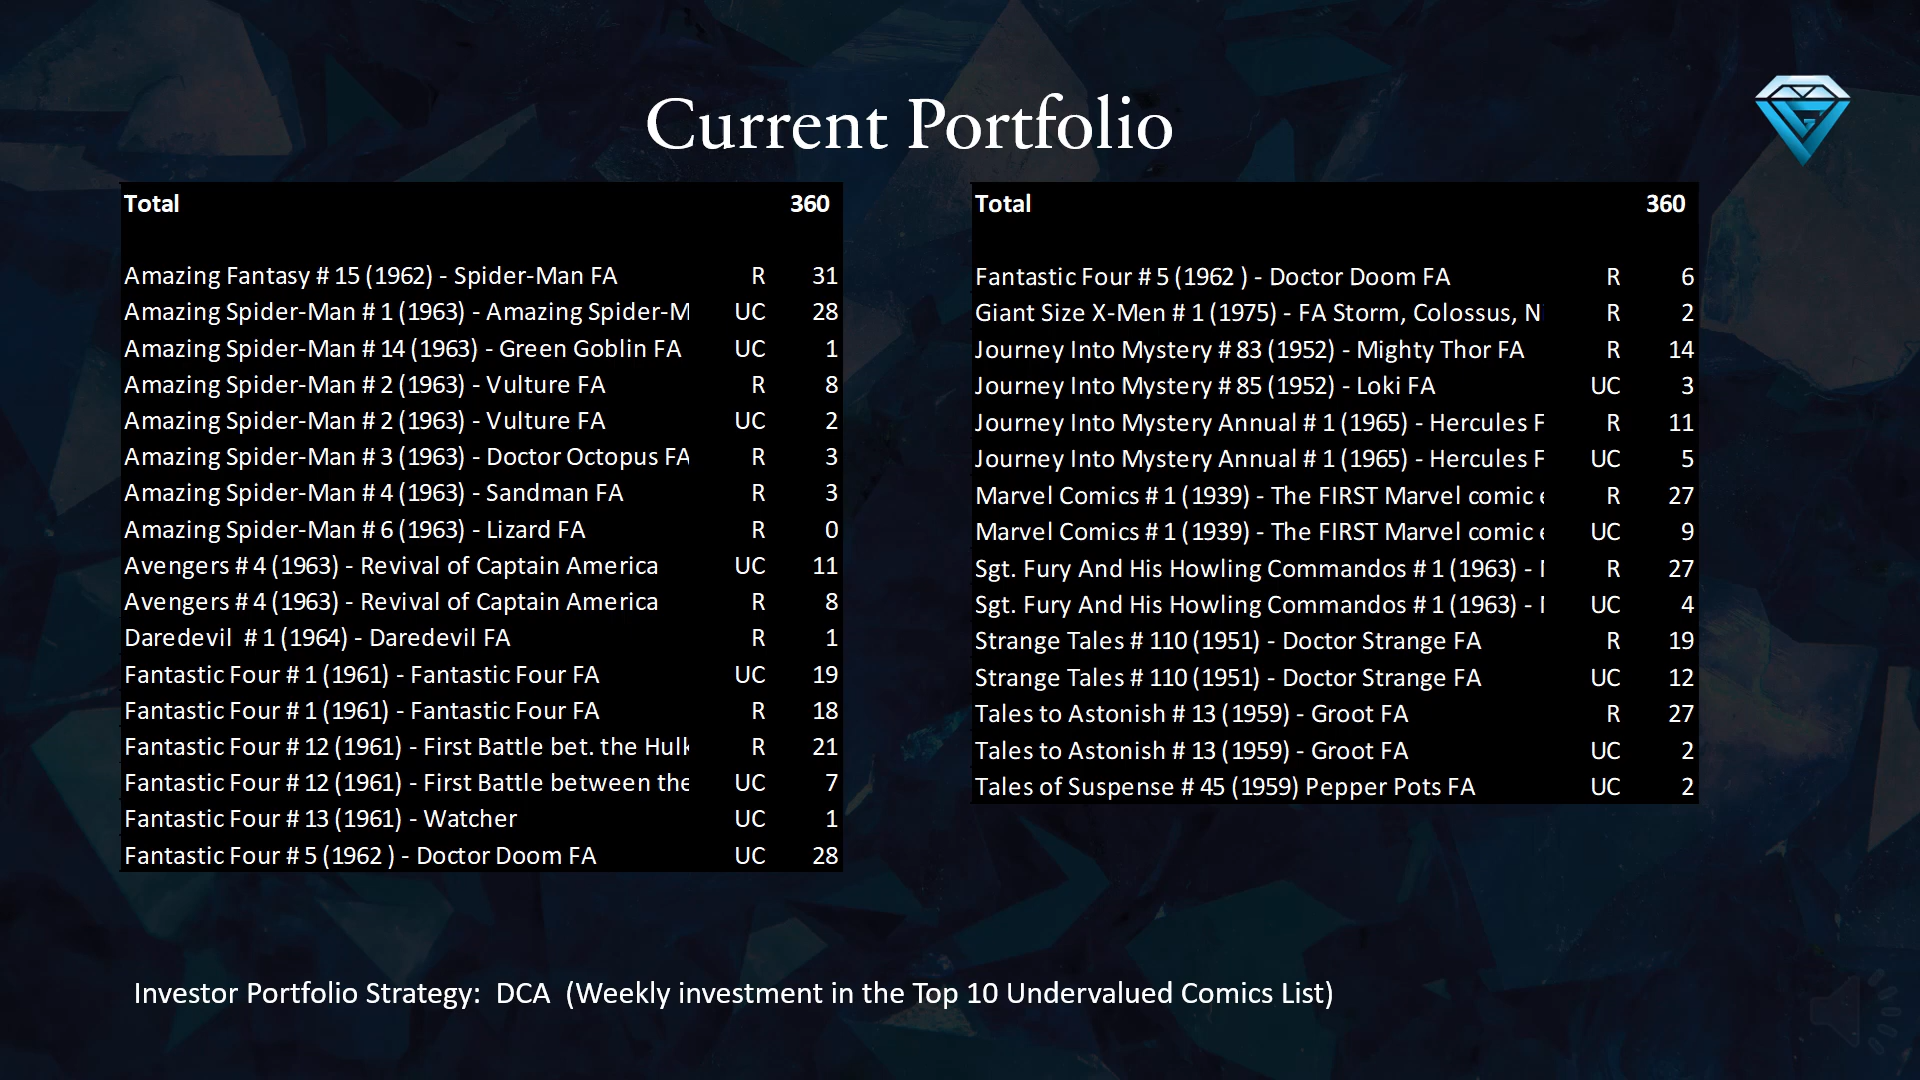 Current Portfolio
Total 360
Amazing Fantasy # 15 (1962) - Spider-Man FA R 31
Amazing Spider-Man # 1 (1963) - Amazing Spider-M UC 28
Amazing Spider-Man # 14 (1963) - Green Goblin FA UC 1
Amazing Spider-Man # 2 (1963) - Vulture FA R 8
Amazing Spider-Man # 2 (1963) - Vulture FA UC 2
Amazing Spider-Man # 3 (1963) - Doctor Octopus FA R 3
Amazing Spider-Man # 4 (1963) - Sandman FA R 3
Amazing Spider-Man # 6 (1963) - Lizard FA R 0
Avengers # 4 (1963) - Revival of Captain America UC 11
Avengers # 4 (1963) - Revival of Captain America R 8
Daredevil # 1 (1964) - Daredevil FA R 1
Fantastic Four # 1 (1961) - Fantastic Four FA UC 19
Fantastic Four # 1 (1961) - Fantastic Four FA R 18
Fantastic Four # 12 (1961) - First Battle bet. the Hulk R 21
Fantastic Four # 12 (1961) - First Battle between the UC 7
Fantastic Four # 13 (1961) - Watcher UC 1
Fantastic Four # 5 (1962 ) - Doctor Doom FA UC 28
Total 360
Fantastic Four # 5 (1962 ) - Doctor Doom FA R 6
Giant Size X-Men # 1 (1975) - FA Storm, Colossus, N R 2
Journey Into Mystery # 83 (1952) - Mighty Thor FA R 14
Journey Into Mystery # 85 (1952) - Loki FA UC 3
Journey Into Mystery Annual # 1 (1965) - Hercules F R 11
Journey Into Mystery Annual # 1 (1965) - Hercules F UC 5
Marvel Comics # 1 (1939) - The FIRST Marvel comic R 27
Marvel Comics # 1 (1939) - The FIRST Marvel comic UC 9
Sgt. Fury And His Howling Commandos # 1 (1963) - R 27
Sgt. Fury And His Howling Commandos # 1 (1963) - UC 4
Strange Tales # 110 (1951) - Doctor Strange FA R 19
Strange Tales # 110 (1951) - Doctor Strange FA UC 12
Tales to Astonish # 13 (1959) - Groot FA R 27
Tales to Astonish # 13 (1959) - Groot FA UC 2
Tales of Suspense # 45 (1959) Pepper Pots FA UC 2
Investor Portfolio Strategy: DCA (Weekly investment in the Top 10 Undervalued Comics List)